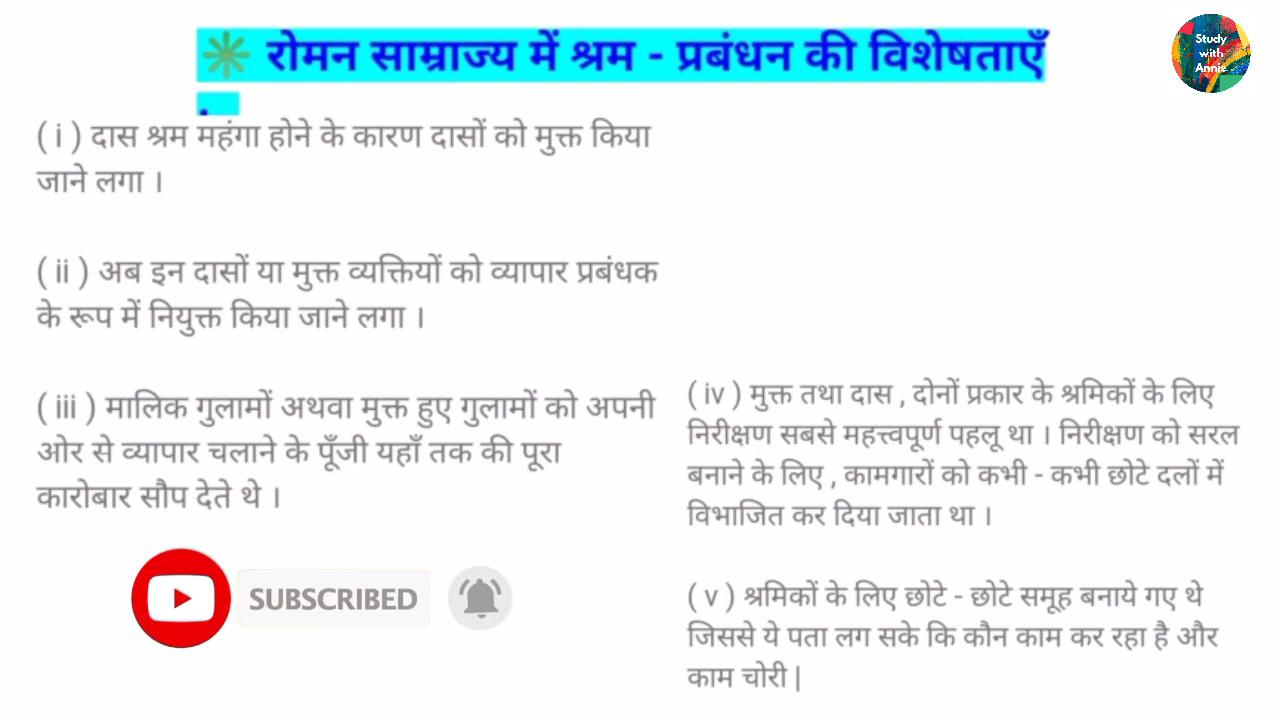 ✳ रोमन साम्राज्य में श्रम - प्रबंधन की विशेषताएँ
Study
with
Annie
( i ) दास श्रम महंगा होने के कारण दासों को मुक्त किया
जाने लगा ।
( ii ) अब इन दासों या मुक्त व्यक्तियों को व्यापार प्रबंधक
के रूप में नियुक्त किया जाने लगा ।
( iii ) मालिक गुलामों अथवा मुक्त हुए गुलामों को अपनी
ओर से व्यापार चलाने के पूँजी यहाँ तक की पूरा
कारोबार सौप देते थे ।
SUBSCRIBED
( iv ) मुक्त तथा दास , दोनों प्रकार के श्रमिकों के लिए
निरीक्षण सबसे महत्त्वपूर्ण पहलू था । निरीक्षण को सरल
बनाने के लिए , कामगारों को कभी - कभी छोटे दलों में
विभाजित कर दिया जाता था ।
( v ) श्रमिकों के लिए छोटे - छोटे समूह बनाये गए थे
जिससे ये पता लग सके कि कौन काम कर रहा है और
काम चोरी |